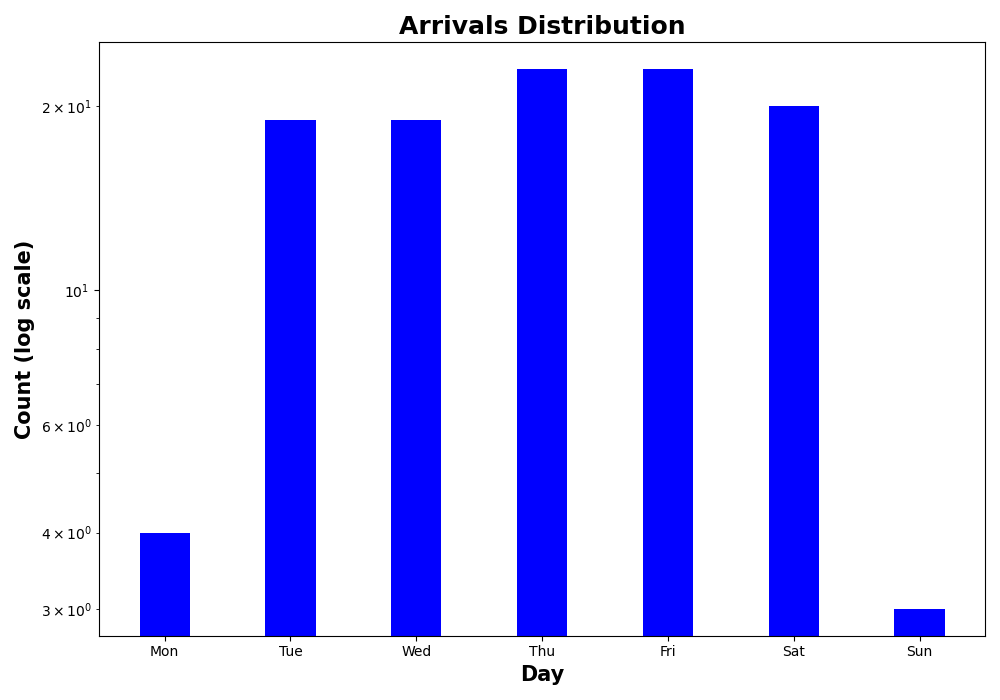 Arrivals Distribution
Count (log scale)
2 × 10¹
10¹
6 × 10⁰
4 × 10⁰
3 × 10⁰
Mon Tue Wed Thu Fri Sat Sun
Day